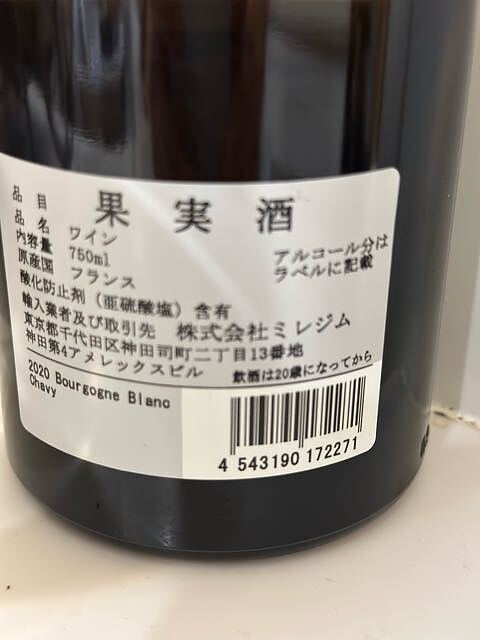 品目 果実酒
品名 ワイン
内容量 750ml
アルコール分は
ラベルに記載
原産国 フランス
酸化防止剤（亜硫酸塩）含有
輸入業者及び取引先 株式会社ミレジム
東京都千代田区神田司町二丁目13番地
神田第4アメレックスビル
飲酒は20歳になってから
2020 Bourgogne Blanc
Chavy
4 543190 172271